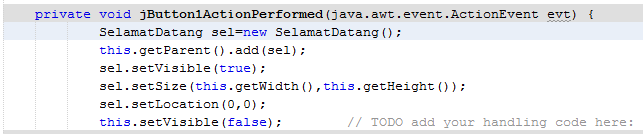 private void jButton1ActionPerformed(java.awt.event.ActionEvent evt) {
SelamatDatang sel=new SelamatDatang();
this.getParent().add(sel);
sel.setVisible(true);
sel.setSize(this.getWidth(),this.getHeight());
sel.setLocation(0,0);
this.setVisible(false); // TODO add your handling code here: